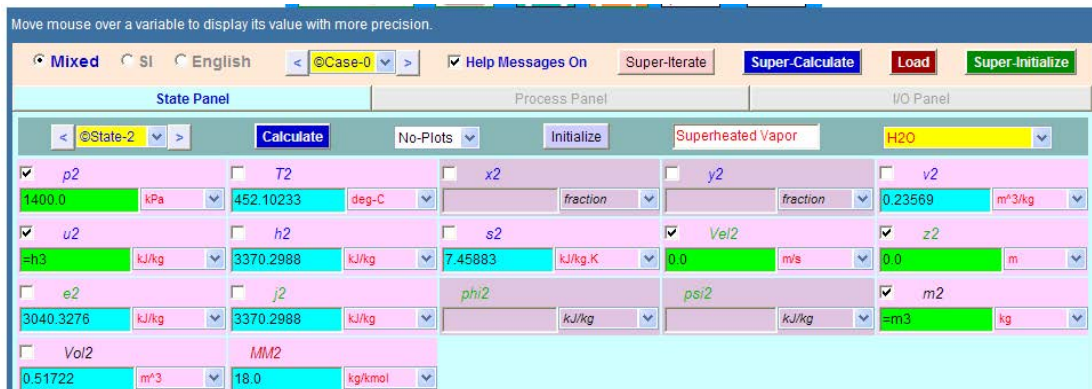 Move mouse over a variable to display its value with more precision.
Mixed SI English < ©Case-0 > Help Messages On Super-Iterate Super-Calculate Load Super-Initialize
State Panel Process Panel I/O Panel
< ©State-2 > Calculate No-Plots Initialize Superheated Vapor H2O
p2 T2 x2 y2 v2
1400.0 kPa 452.10233 deg-C fraction fraction 0.23569 m^3/kg
u2 h2 s2 Vel2 z2
=h3 kJ/kg 3370.2988 kJ/kg 7.45883 kJ/kg.K 0.0 m/s 0.0 m
e2 j2 phi2 psi2 m2
3040.3276 kJ/kg 3370.2988 kJ/kg kJ/kg kJ/kg =m3 kg
Vol2 MM2
0.51722 m^3 18.0 kg/kmol